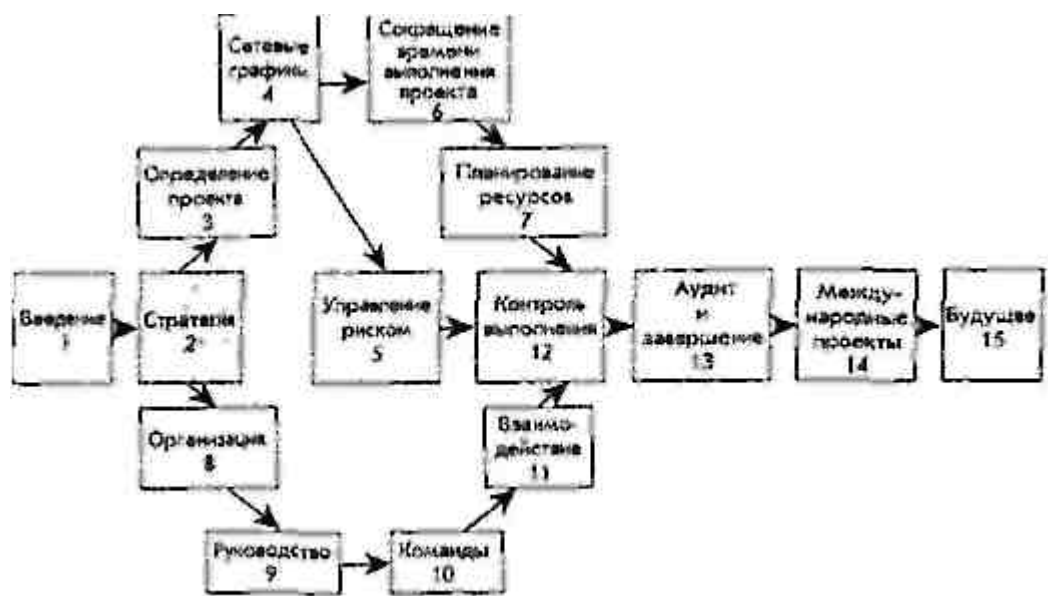 Сетевые
графики
4
Сокращение
времени
выполнения
проекта
6
Определение
проекта
3
Планирование
ресурсов
7
Введение
1
Стратегия
2
Управление
риском
5
Контроль
выполнения
12
Аудит
и
завершение
13
Между-
народные
проекты
14
Будущее
15
Организация
8
Взаимо-
действие
11
Руководство
9
Команды
10